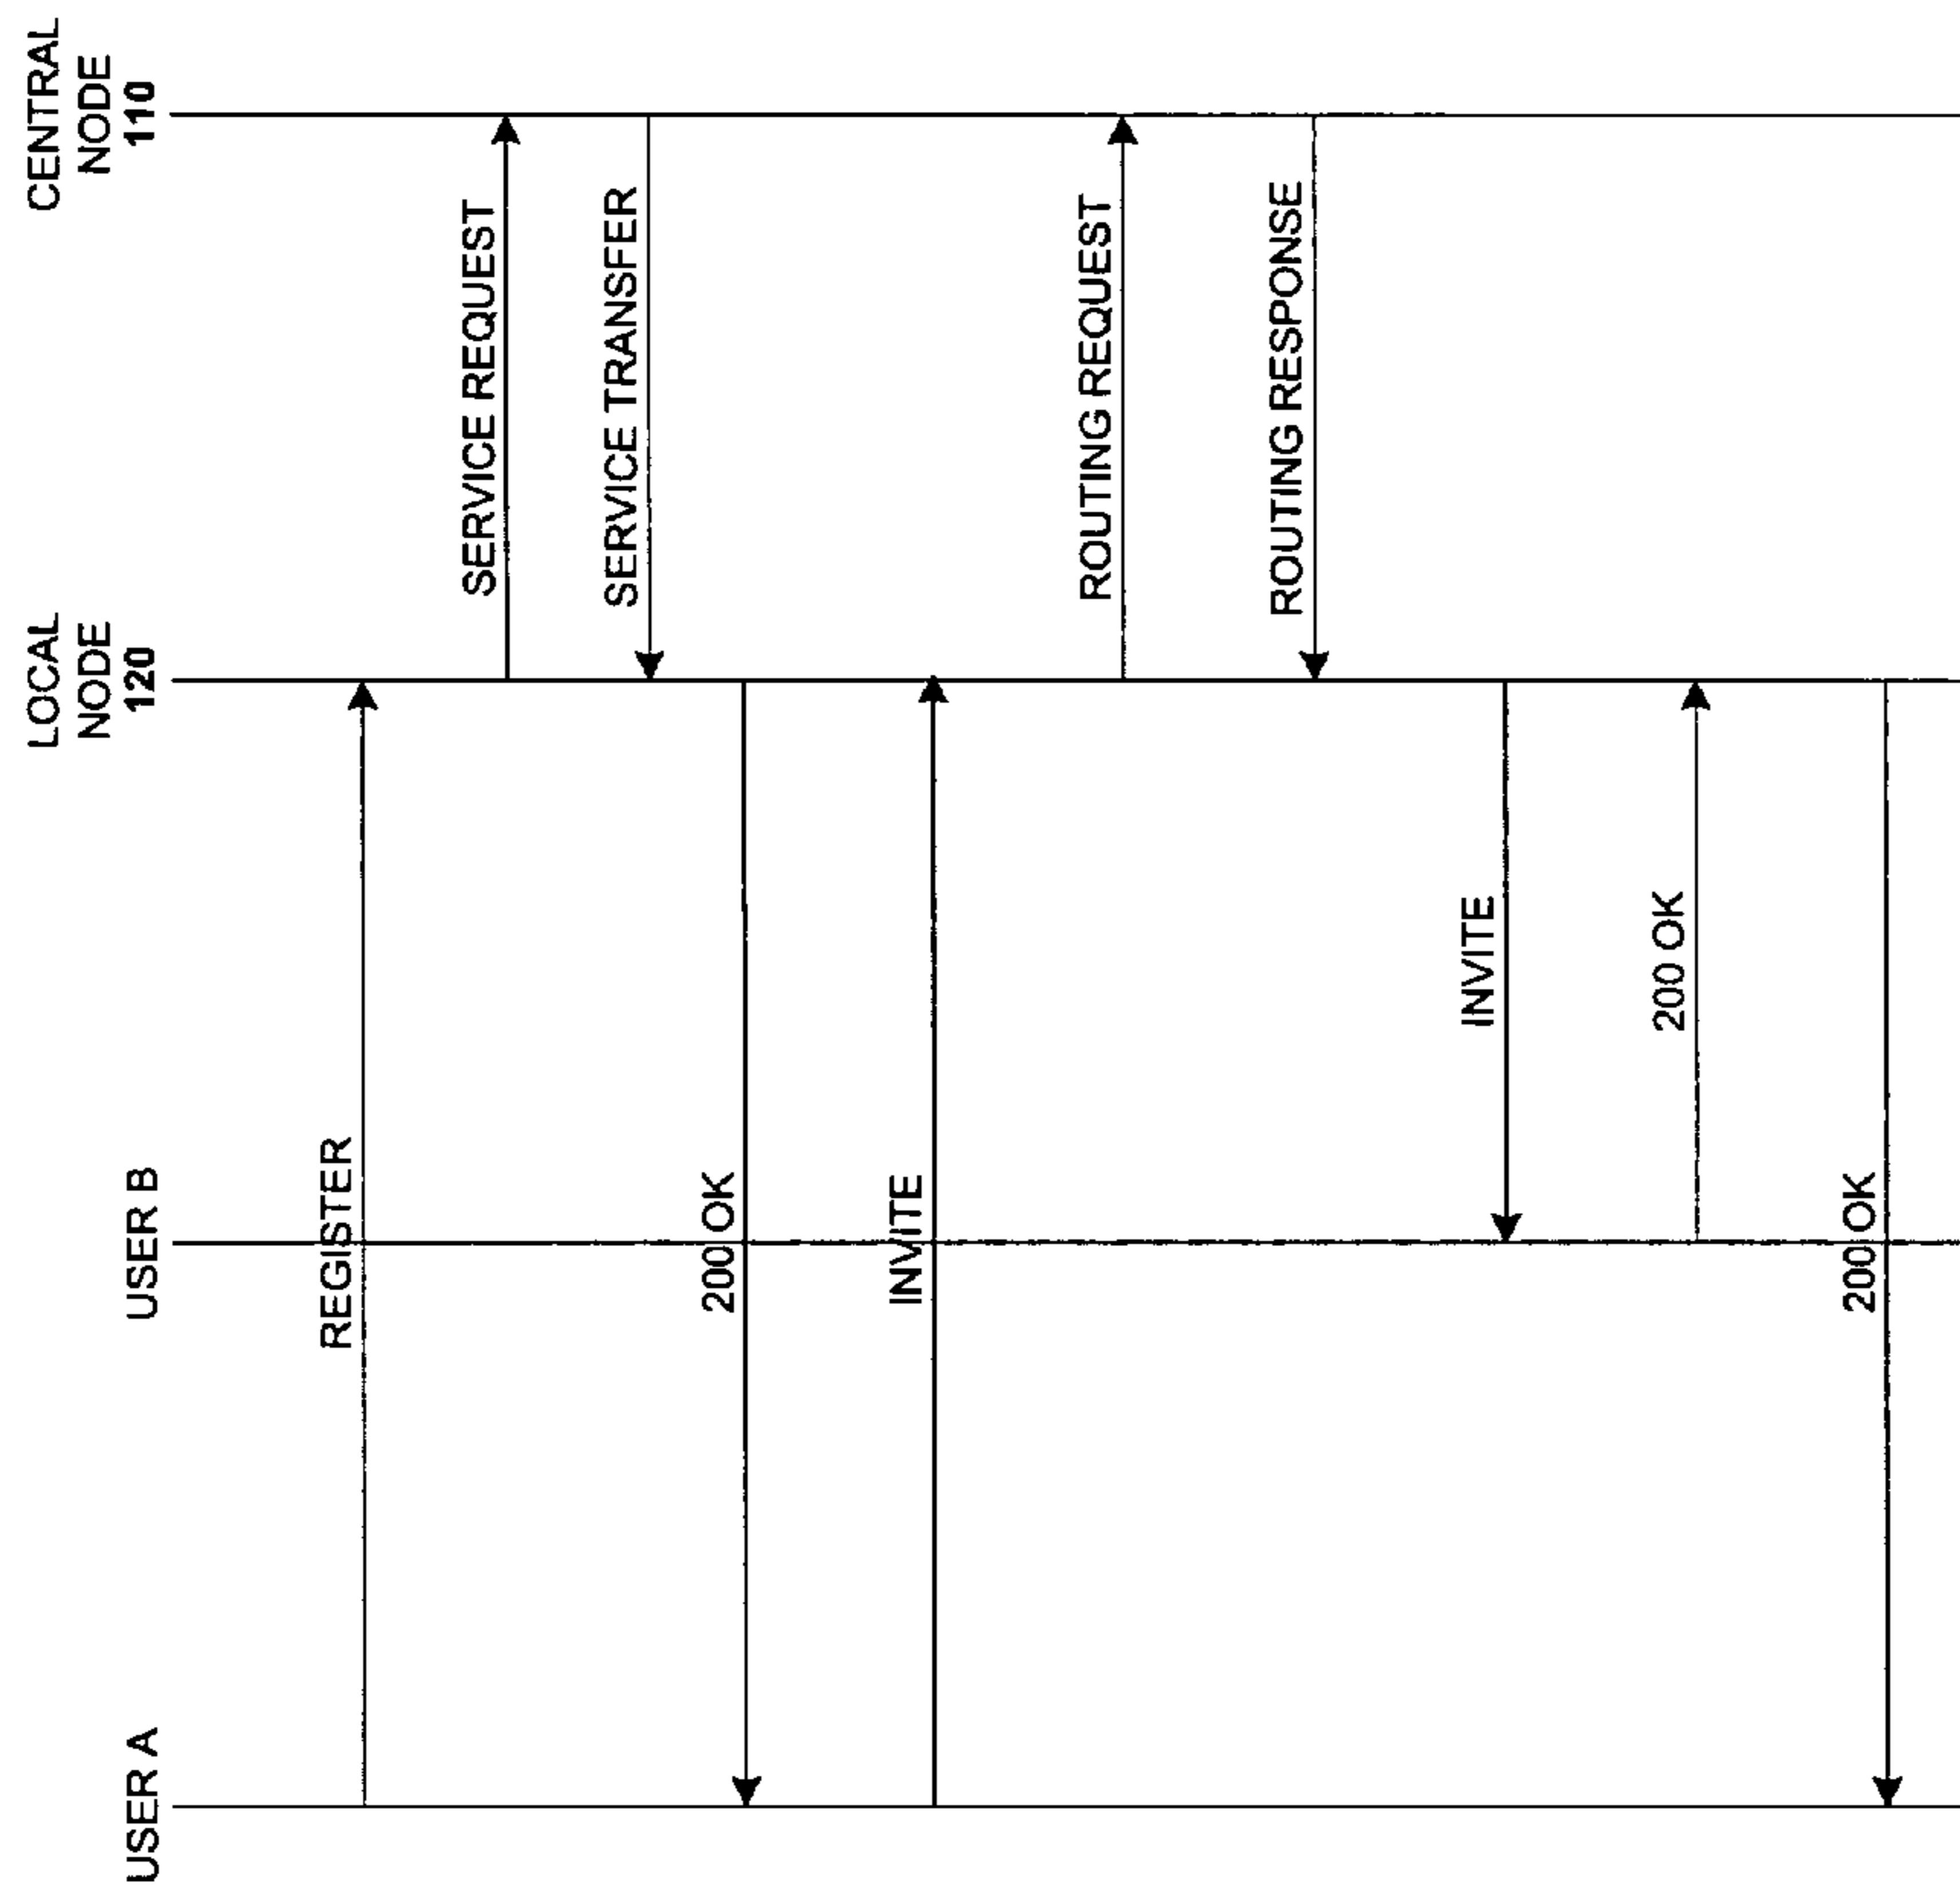 USER A
USER B
LOCAL
NODE
120
CENTRAL
NODE
110
REGISTER
SERVICE REQUEST
SERVICE TRANSFER
200 OK
INVITE
ROUTING REQUEST
ROUTING RESPONSE
INVITE
200 OK
200 OK